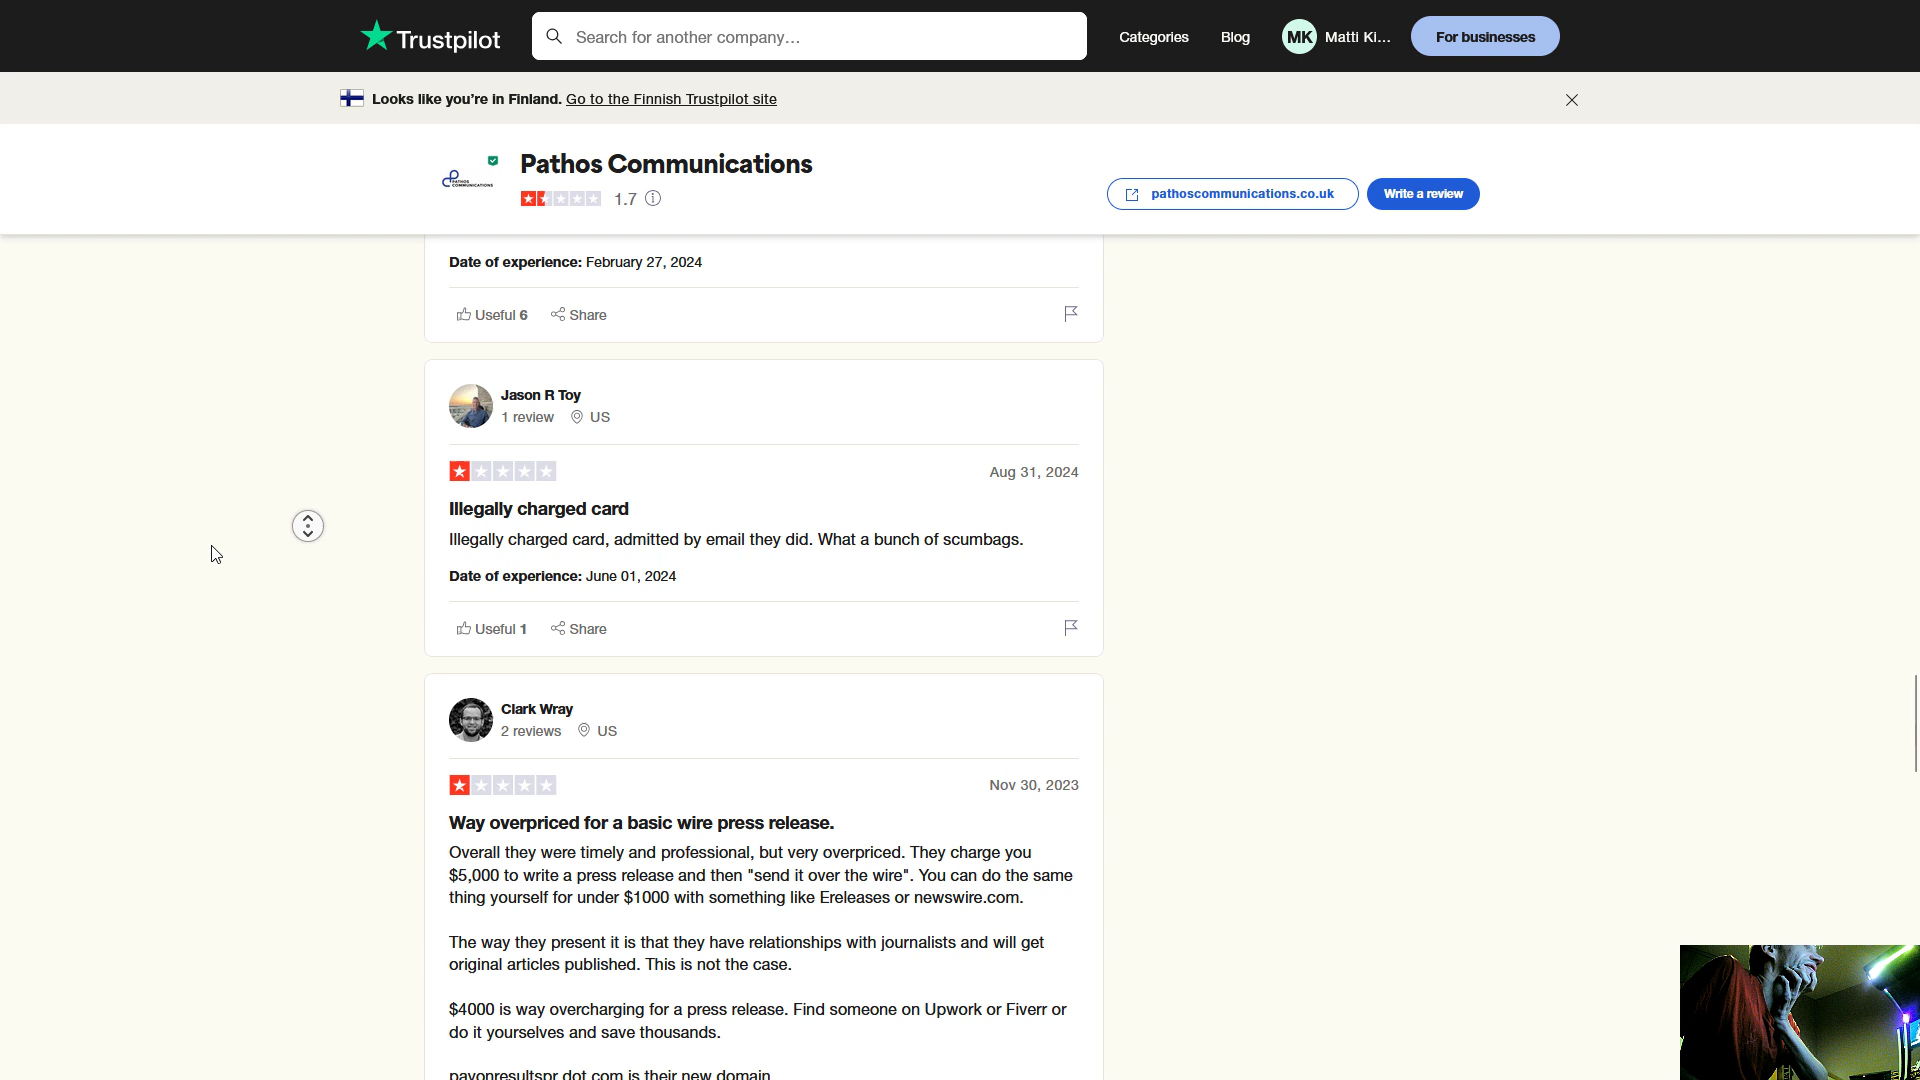 Trustpilot
Search for another company…
Categories
Blog
MK
Matti Ki...
For businesses
Looks like you’re in Finland. Go to the Finnish Trustpilot site
PATHOS
COMMUNICATIONS
Pathos Communications
1.7
pathoscommunications.co.uk
Write a review
Date of experience: February 27, 2024
Useful 6
Share
Jason R Toy
1 review
US
Aug 31, 2024
Illegally charged card
Illegally charged card, admitted by email they did. What a bunch of scumbags.
Date of experience: June 01, 2024
Useful 1
Share
Clark Wray
2 reviews
US
Nov 30, 2023
Way overpriced for a basic wire press release.
Overall they were timely and professional, but very overpriced. They charge you
$5,000 to write a press release and then "send it over the wire". You can do the same
thing yourself for under $1000 with something like Ereleases or newswire.com.
The way they present it is that they have relationships with journalists and will get
original articles published. This is not the case.
$4000 is way overcharging for a press release. Find someone on Upwork or Fiverr or
do it yourselves and save thousands.
pavonresultspr dot com is their new domain